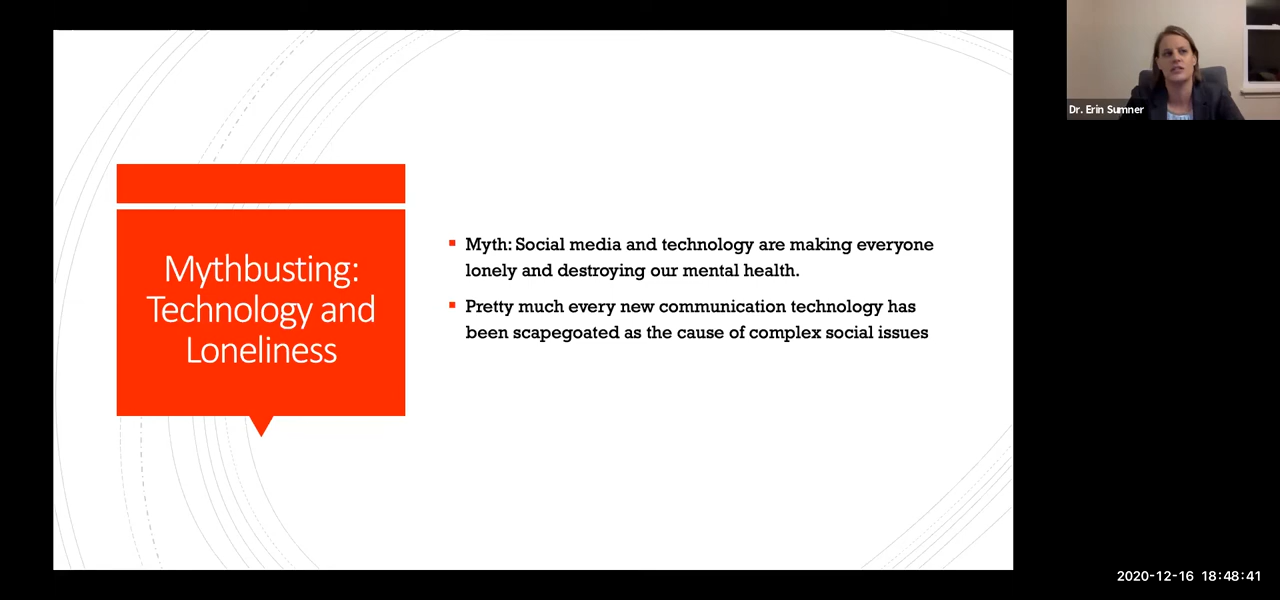 Mythbusting:
Technology and
Loneliness
▪ Myth: Social media and technology are making everyone
lonely and destroying our mental health.
▪ Pretty much every new communication technology has
been scapegoated as the cause of complex social issues
Dr. Erin Sumner
2020-12-16 18:48:41